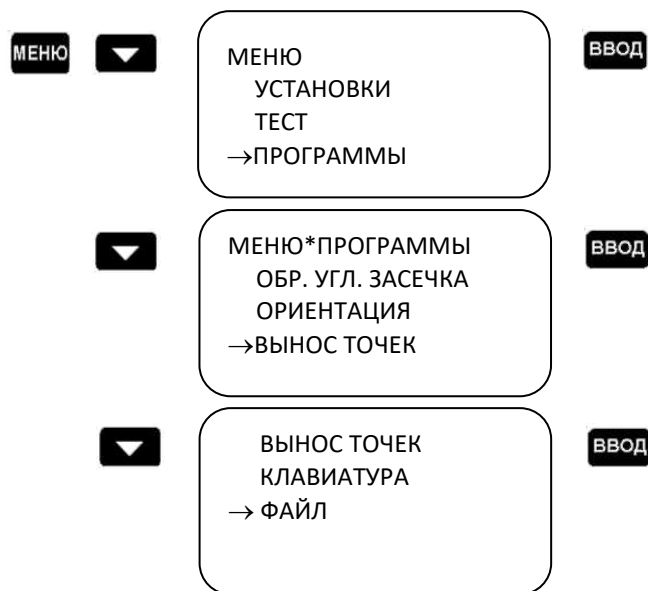 МЕНЮ
МЕНЮ
УСТАНОВКИ
ТЕСТ
→ПРОГРАММЫ
ВВОД
МЕНЮ*ПРОГРАММЫ
ОБР. УГЛ. ЗАСЕЧКА
ОРИЕНТАЦИЯ
→ВЫНОС ТОЧЕК
ВВОД
ВЫНОС ТОЧЕК
КЛАВИАТУРА
→ ФАЙЛ
ВВОД